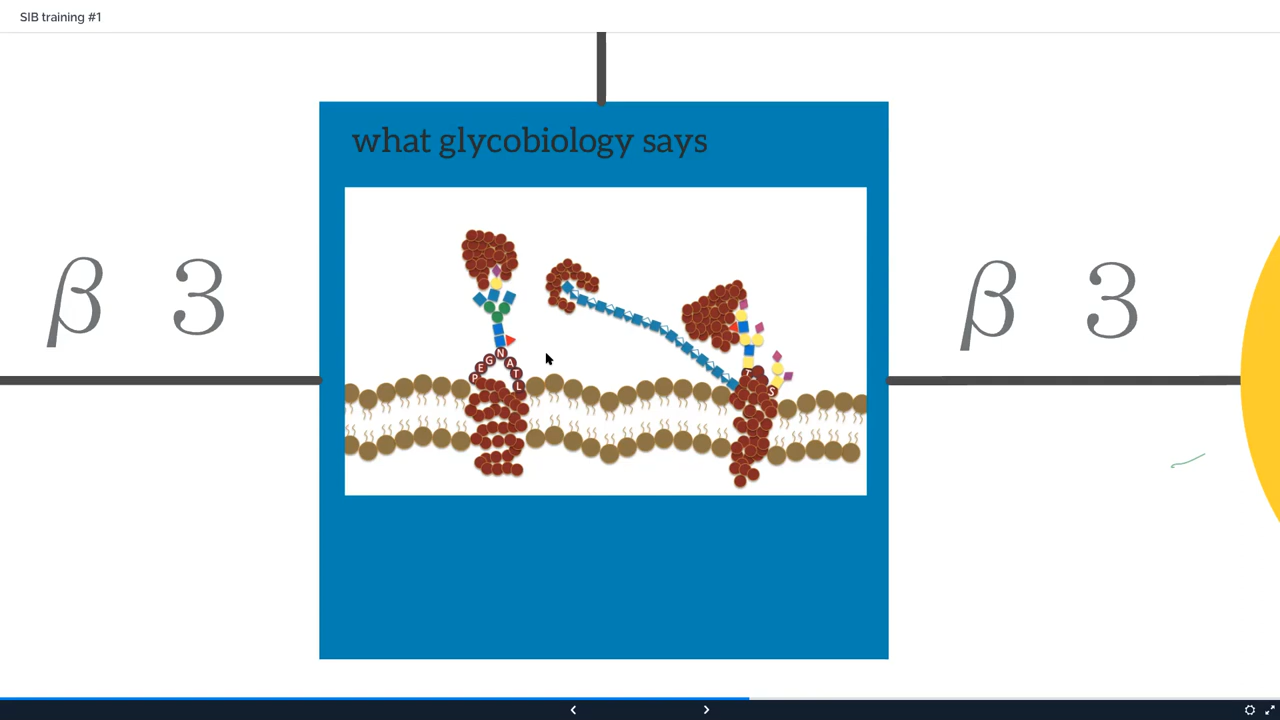 SIB training #1
what glycobiology says
β 3
β 3
P E G N A T L
T S